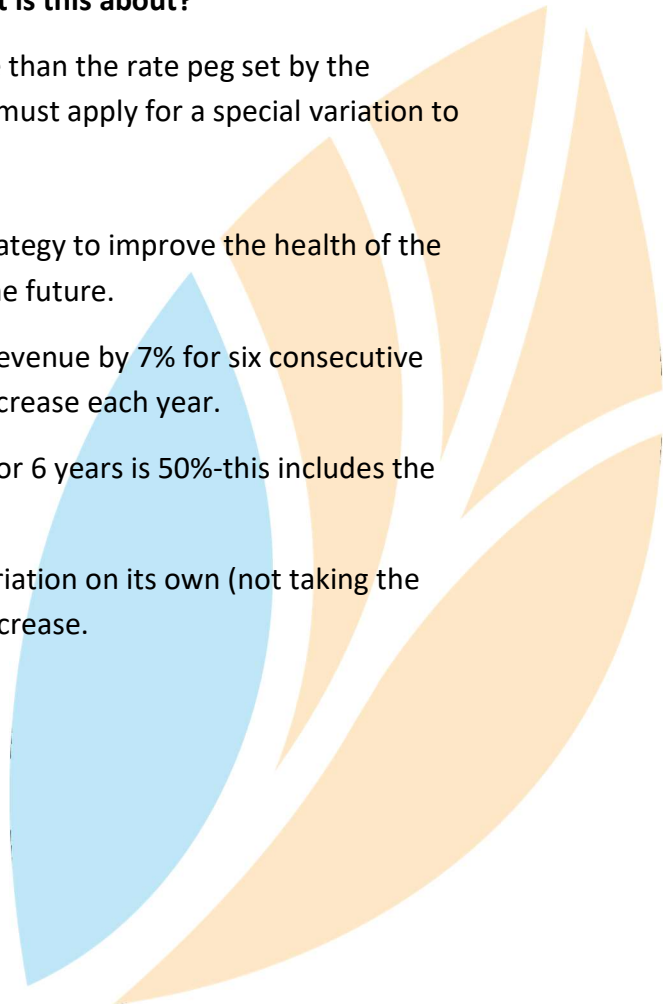 t is this about?
than the rate peg set by the
must apply for a special variation to
ategy to improve the health of the
e future.
evenue by 7% for six consecutive
crease each year.
or 6 years is 50%-this includes the
riation on its own (not taking the
crease.